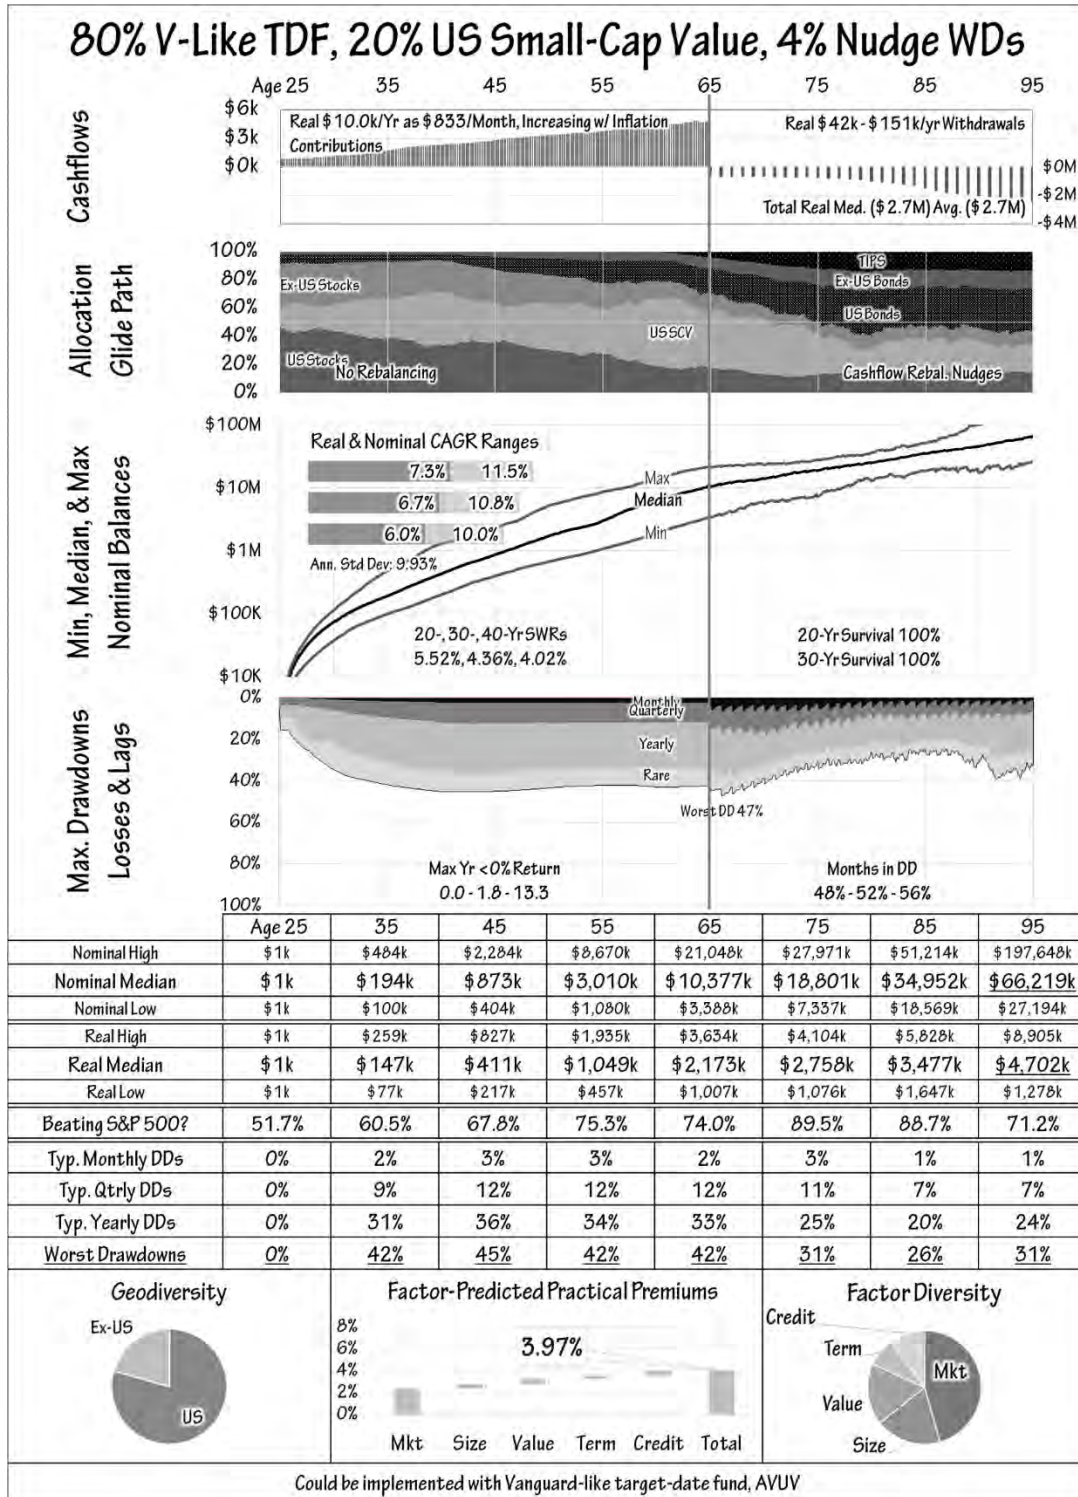 80% V-Like TDF, 20% US Small-Cap Value, 4% Nudge WDs
Age 25 35 45 55 65 75 85 95
Cashflows
$6k
$3k
$0k
Real $10.0k/Yr as $833/Month, Increasing w/ Inflation
Contributions
Real $42k - $151k/yr Withdrawals
Total Real Med. ($2.7M) Avg. ($2.7M)
$0M
-$2M
-$4M
Allocation
Glide Path
100%
80%
60%
40%
20%
0%
TIPS
Ex-US Bonds
Ex-US Stocks
US Bonds
US SCV
US Stocks
No Rebalancing
Cashflow Rebal. Nudges
Min, Median, & Max
Nominal Balances
$100M
$10M
$1M
$100K
$10K
Real & Nominal CAGR Ranges
7.3% 11.5%
6.7% 10.8%
6.0% 10.0%
Ann. Std Dev: 9.93%
Max
Median
Min
20-, 30-, 40-Yr SWRs
5.52%, 4.36%, 4.02%
20-Yr Survival 100%
30-Yr Survival 100%
Max. Drawdowns
Losses & Lags
0%
20%
40%
60%
80%
100%
Monthly
Quarterly
Yearly
Rare
Worst DD 47%
Max Yr <0% Return
0.0 - 1.8 - 13.3
Months in DD
48% - 52% - 56%
Age 25 35 45 55 65 75 85 95
Nominal High $1k $484k $2,284k $8,670k $21,048k $27,971k $51,214k $197,648k
Nominal Median $1k $194k $873k $3,010k $10,377k $18,801k $34,952k $66,219k
Nominal Low $1k $100k $404k $1,080k $3,388k $7,337k $18,569k $27,194k
Real High $1k $259k $827k $1,935k $3,634k $4,104k $5,828k $8,905k
Real Median $1k $147k $411k $1,049k $2,173k $2,758k $3,477k $4,702k
Real Low $1k $77k $217k $457k $1,007k $1,076k $1,647k $1,278k
Beating S&P 500? 51.7% 60.5% 67.8% 75.3% 74.0% 89.5% 88.7% 71.2%
Typ. Monthly DDs 0% 2% 3% 3% 2% 3% 1% 1%
Typ. Qtrly DDs 0% 9% 12% 12% 12% 11% 7% 7%
Typ. Yearly DDs 0% 31% 36% 34% 33% 25% 20% 24%
Worst Drawdowns 0% 42% 45% 42% 42% 31% 26% 31%
Geodiversity
Ex-US
US
Factor-Predicted Practical Premiums
8%
6%
4%
2%
0%
3.97%
Mkt Size Value Term Credit Total
Factor Diversity
Credit
Term
Mkt
Value
Size
Could be implemented with Vanguard-like target-date fund, AVUV